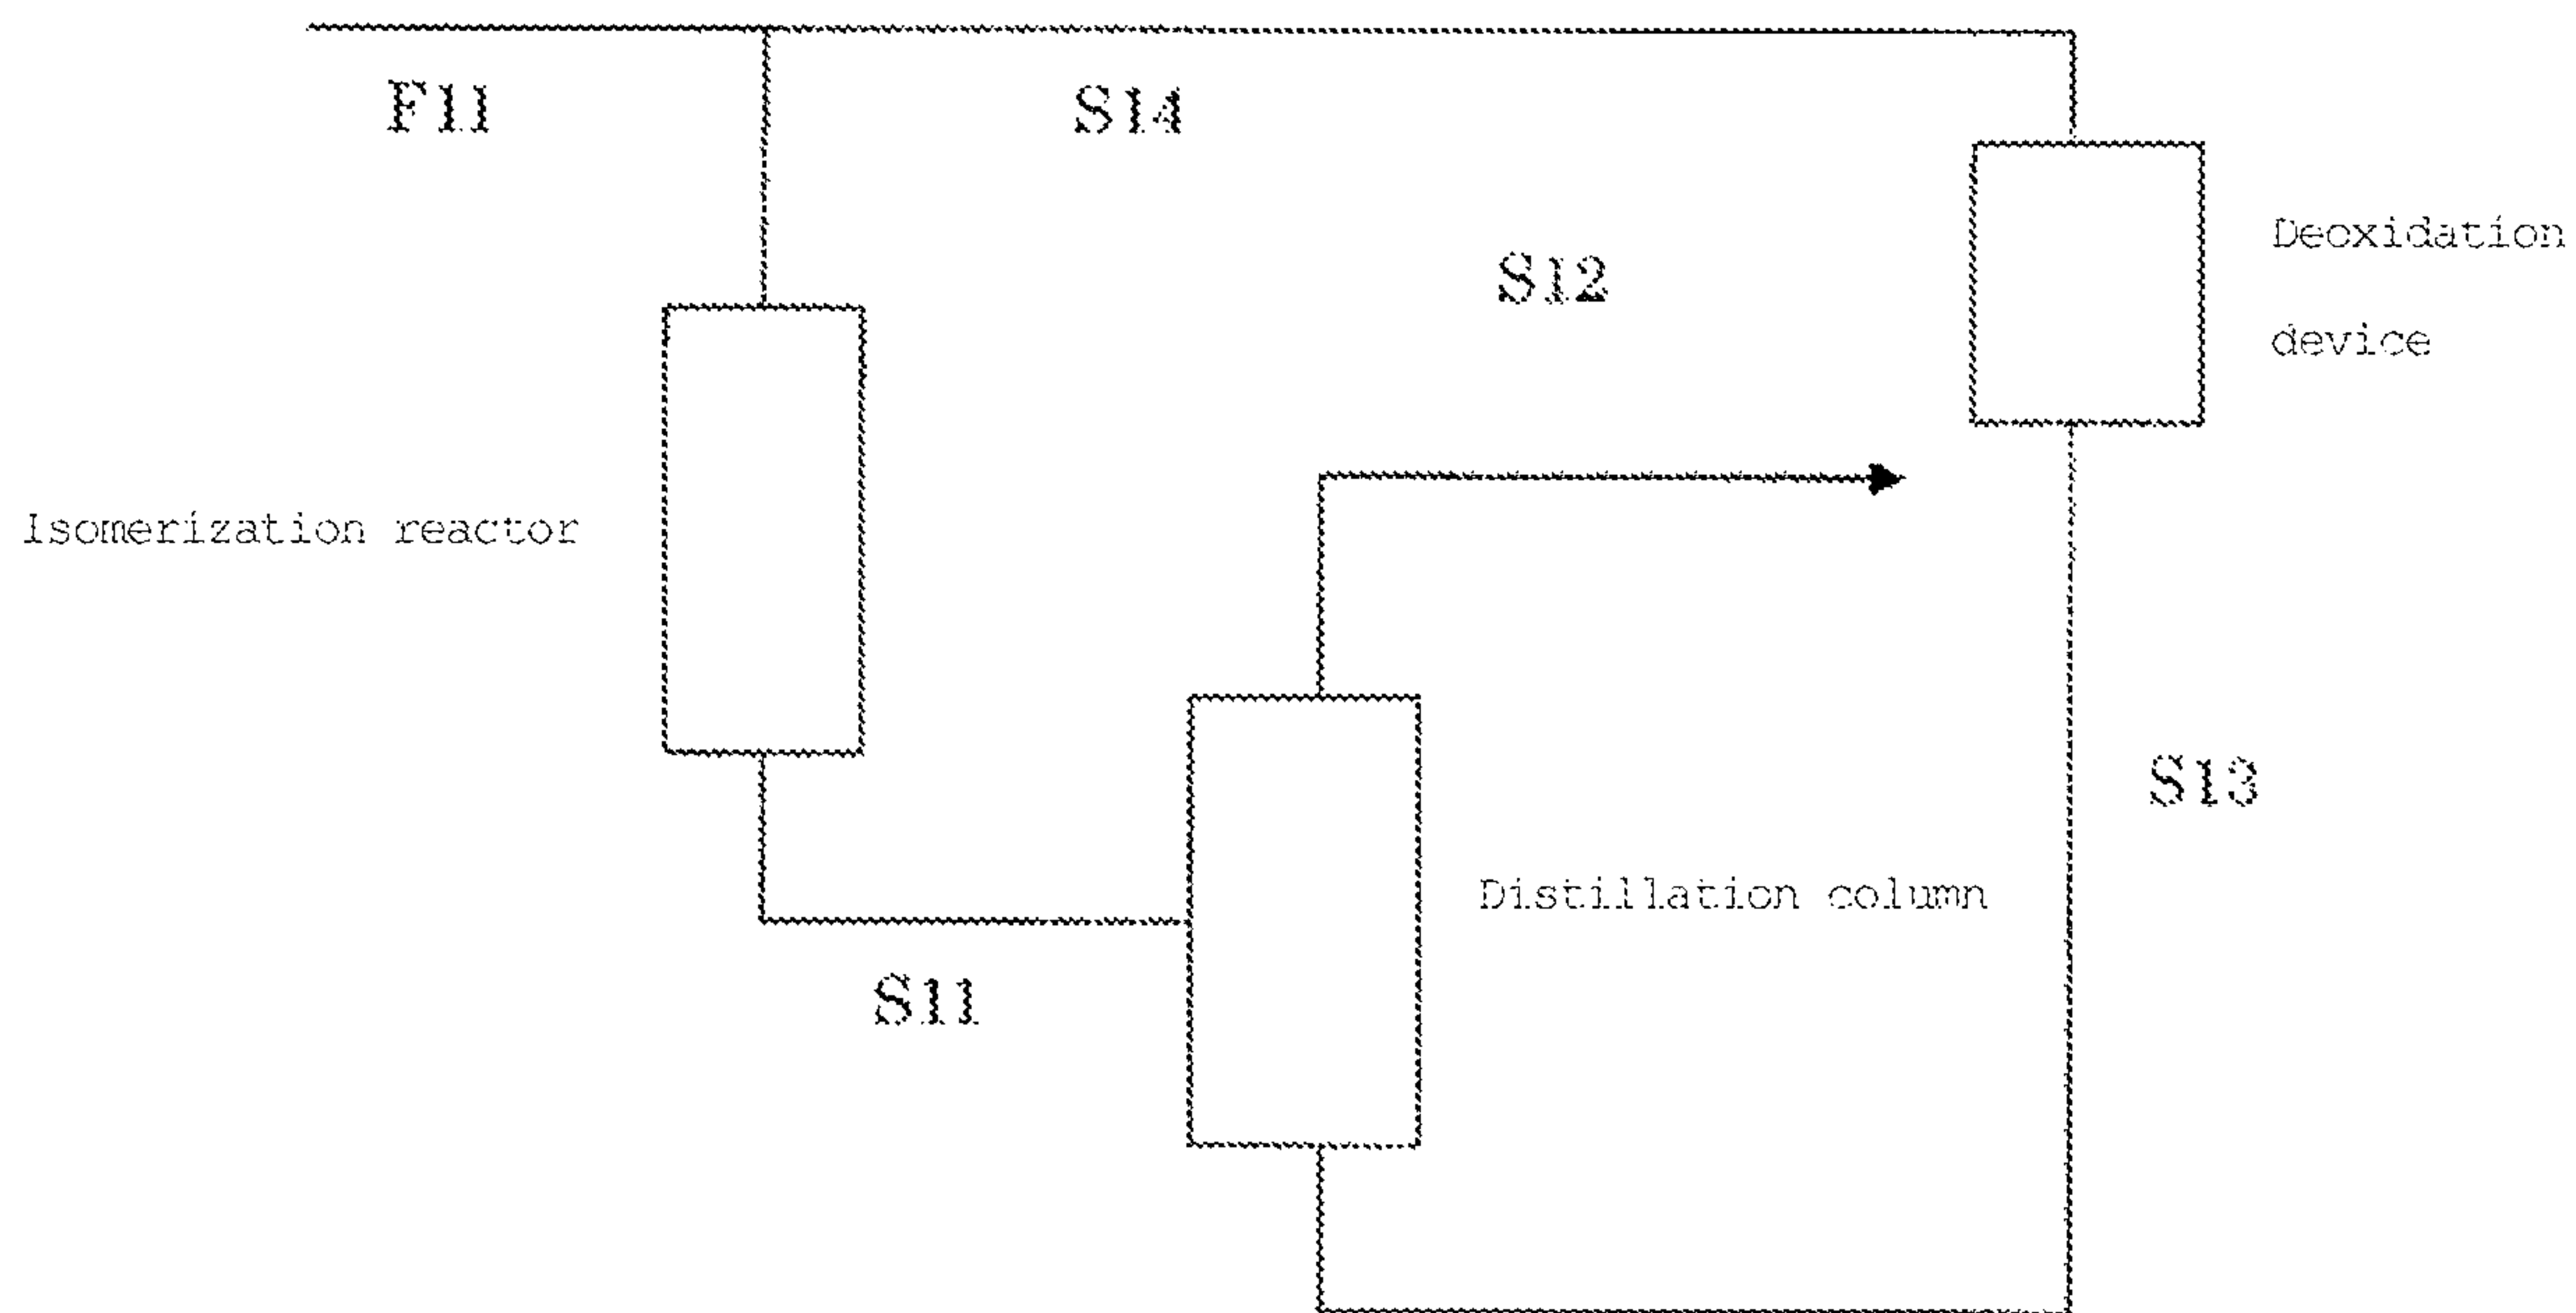 F11
S14
S12
Deoxidation
device
Isomerization reactor
S13
Distillation column
S11